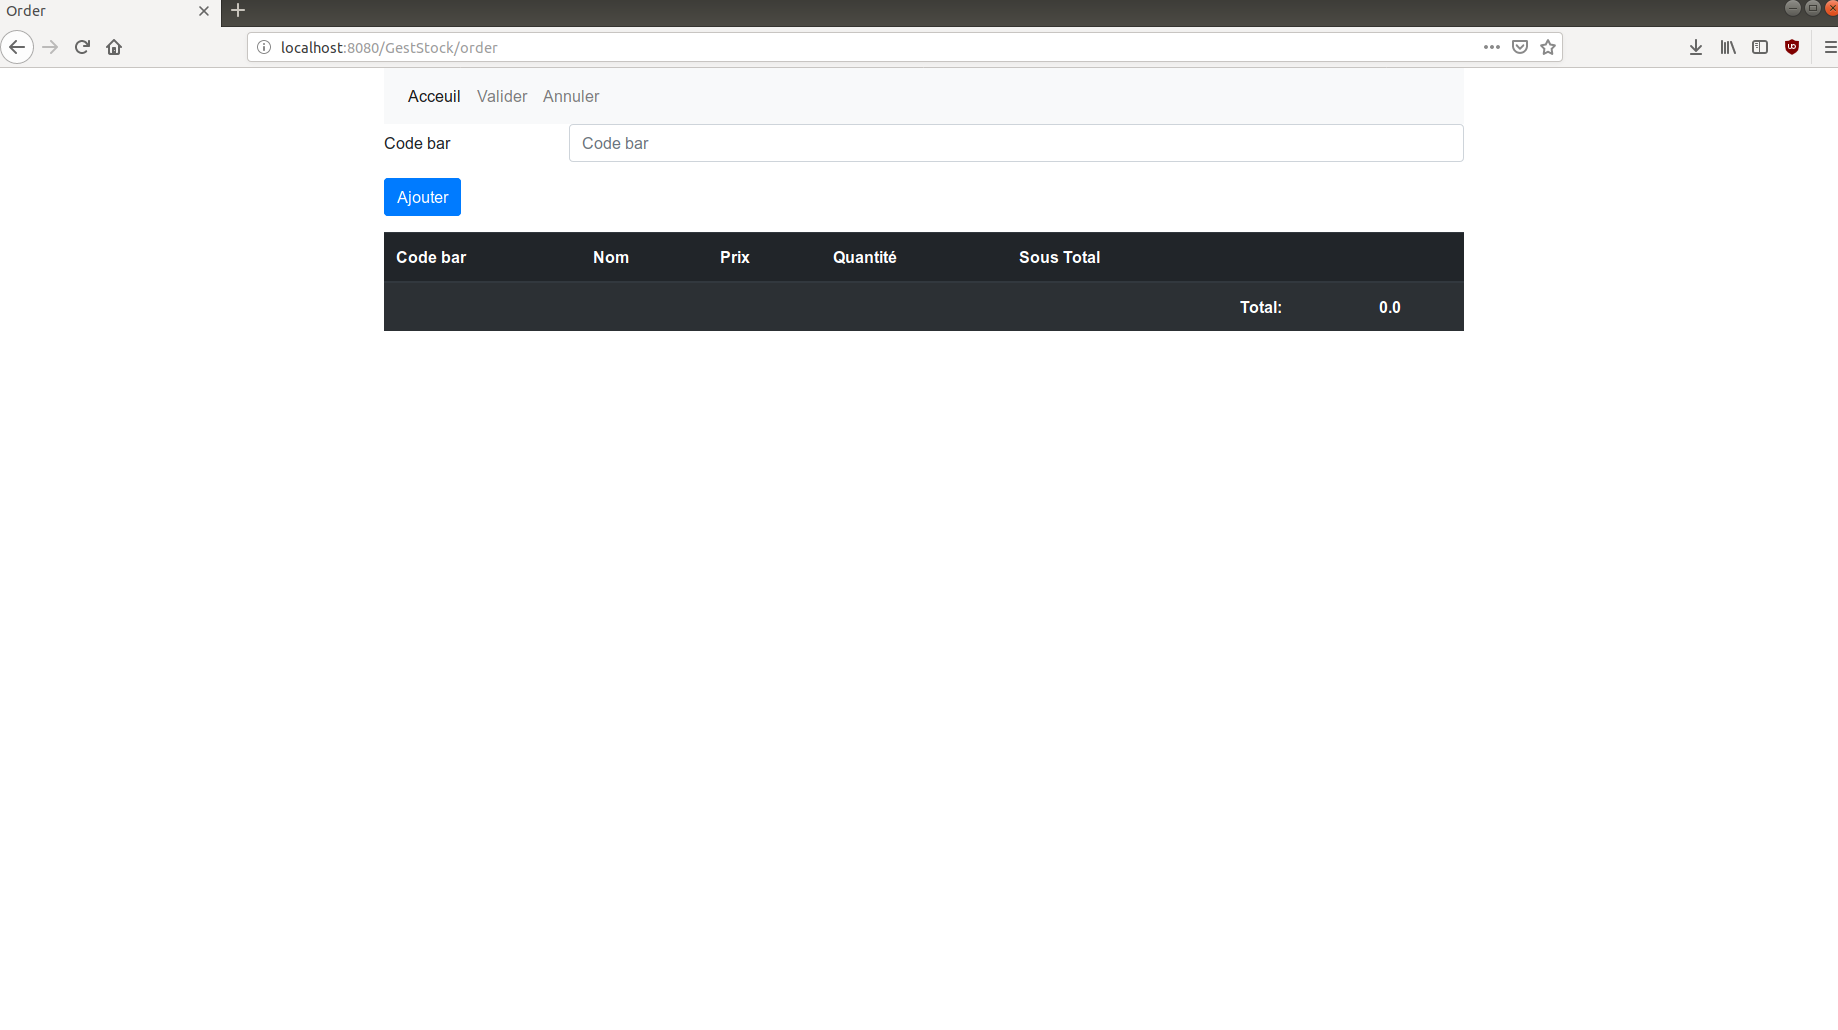 Order
localhost:8080/GestStock/order
Acceuil Valider Annuler
Code bar Code bar
Ajouter
Code bar Nom Prix Quantité Sous Total
Total: 0.0